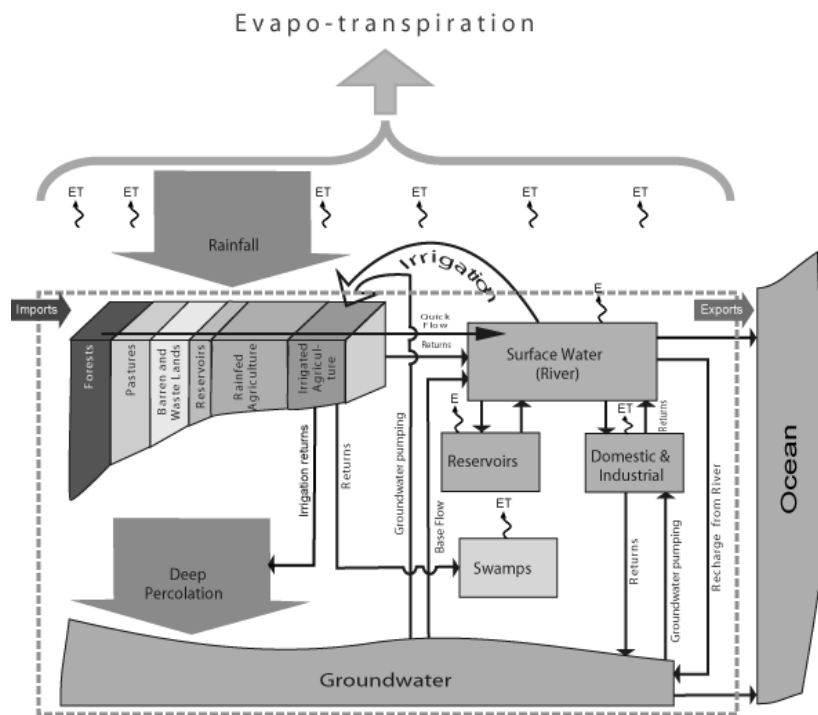 Evapo-transpiration
ET
ET
ET
ET
ET
ET
Rainfall
Irrigation
Imports
Exports
E
Quick
Flow
Returns
Surface Water
(River)
Forests
Pastures
Barren and
Waste Lands
Reservoirs
Rainfed
Agriculture
Irrigated
Agricul-
ture
E
ET
Returns
Reservoirs
Domestic &
Industrial
Irrigation returns
Returns
Groundwater pumping
Base Flow
ET
Swamps
Returns
Groundwater pumping
Recharge from River
Ocean
Deep
Percolation
Groundwater